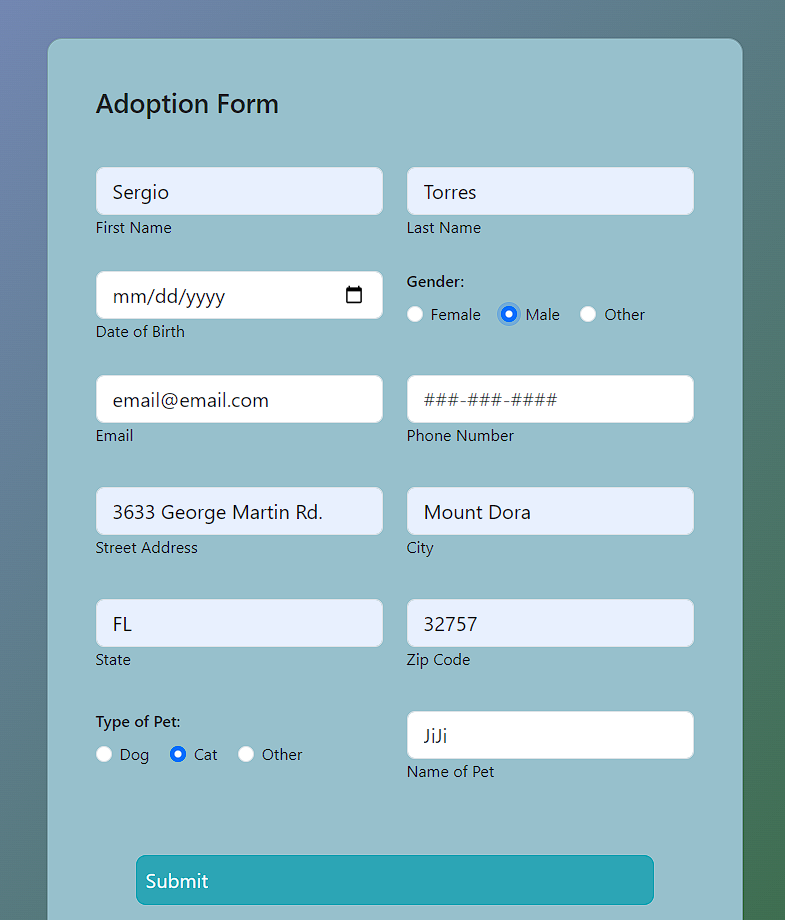 Adoption Form
Sergio Torres
First Name Last Name
mm/dd/yyyy
Date of Birth
Gender:
Female Male Other
email@email.com ###-###-####
Email Phone Number
3633 George Martin Rd. Mount Dora
Street Address City
FL 32757
State Zip Code
Type of Pet:
Dog Cat Other
JiJi
Name of Pet
Submit